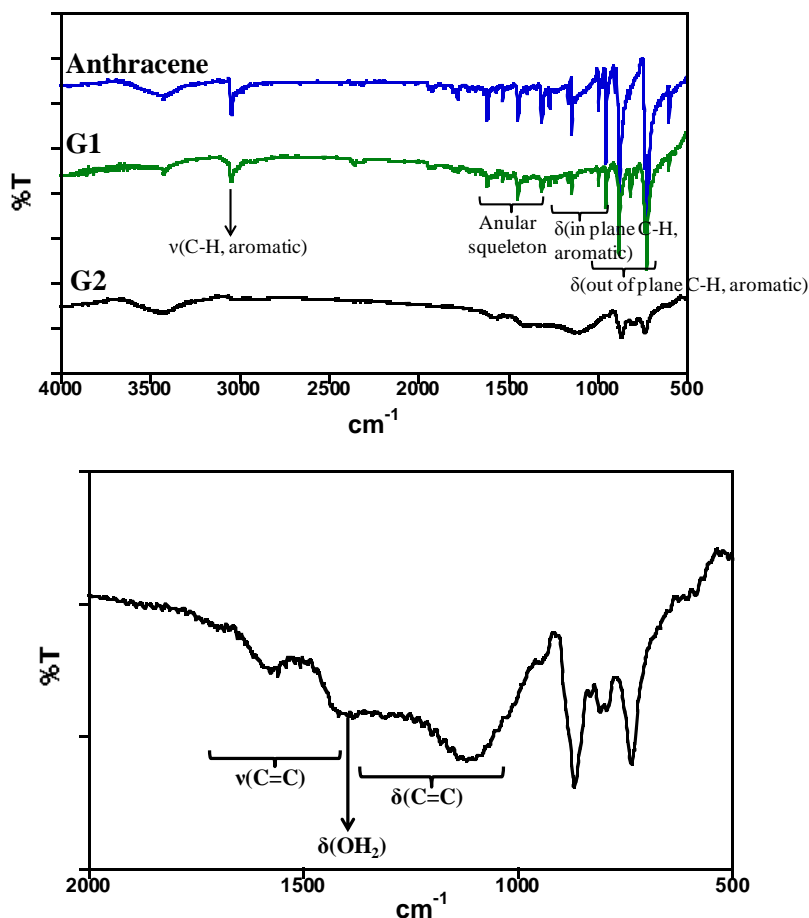 %T
Anthracene
G1
ν(C-H, aromatic)
Anular
squeleton
δ(in plane C-H,
aromatic)
δ(out of plane C-H, aromatic)
G2
4000 3500 3000 2500 2000 1500 1000 500
cm-1
%T
ν(C=C)
δ(C=C)
δ(OH₂)
2000 1500 1000 500
cm-1